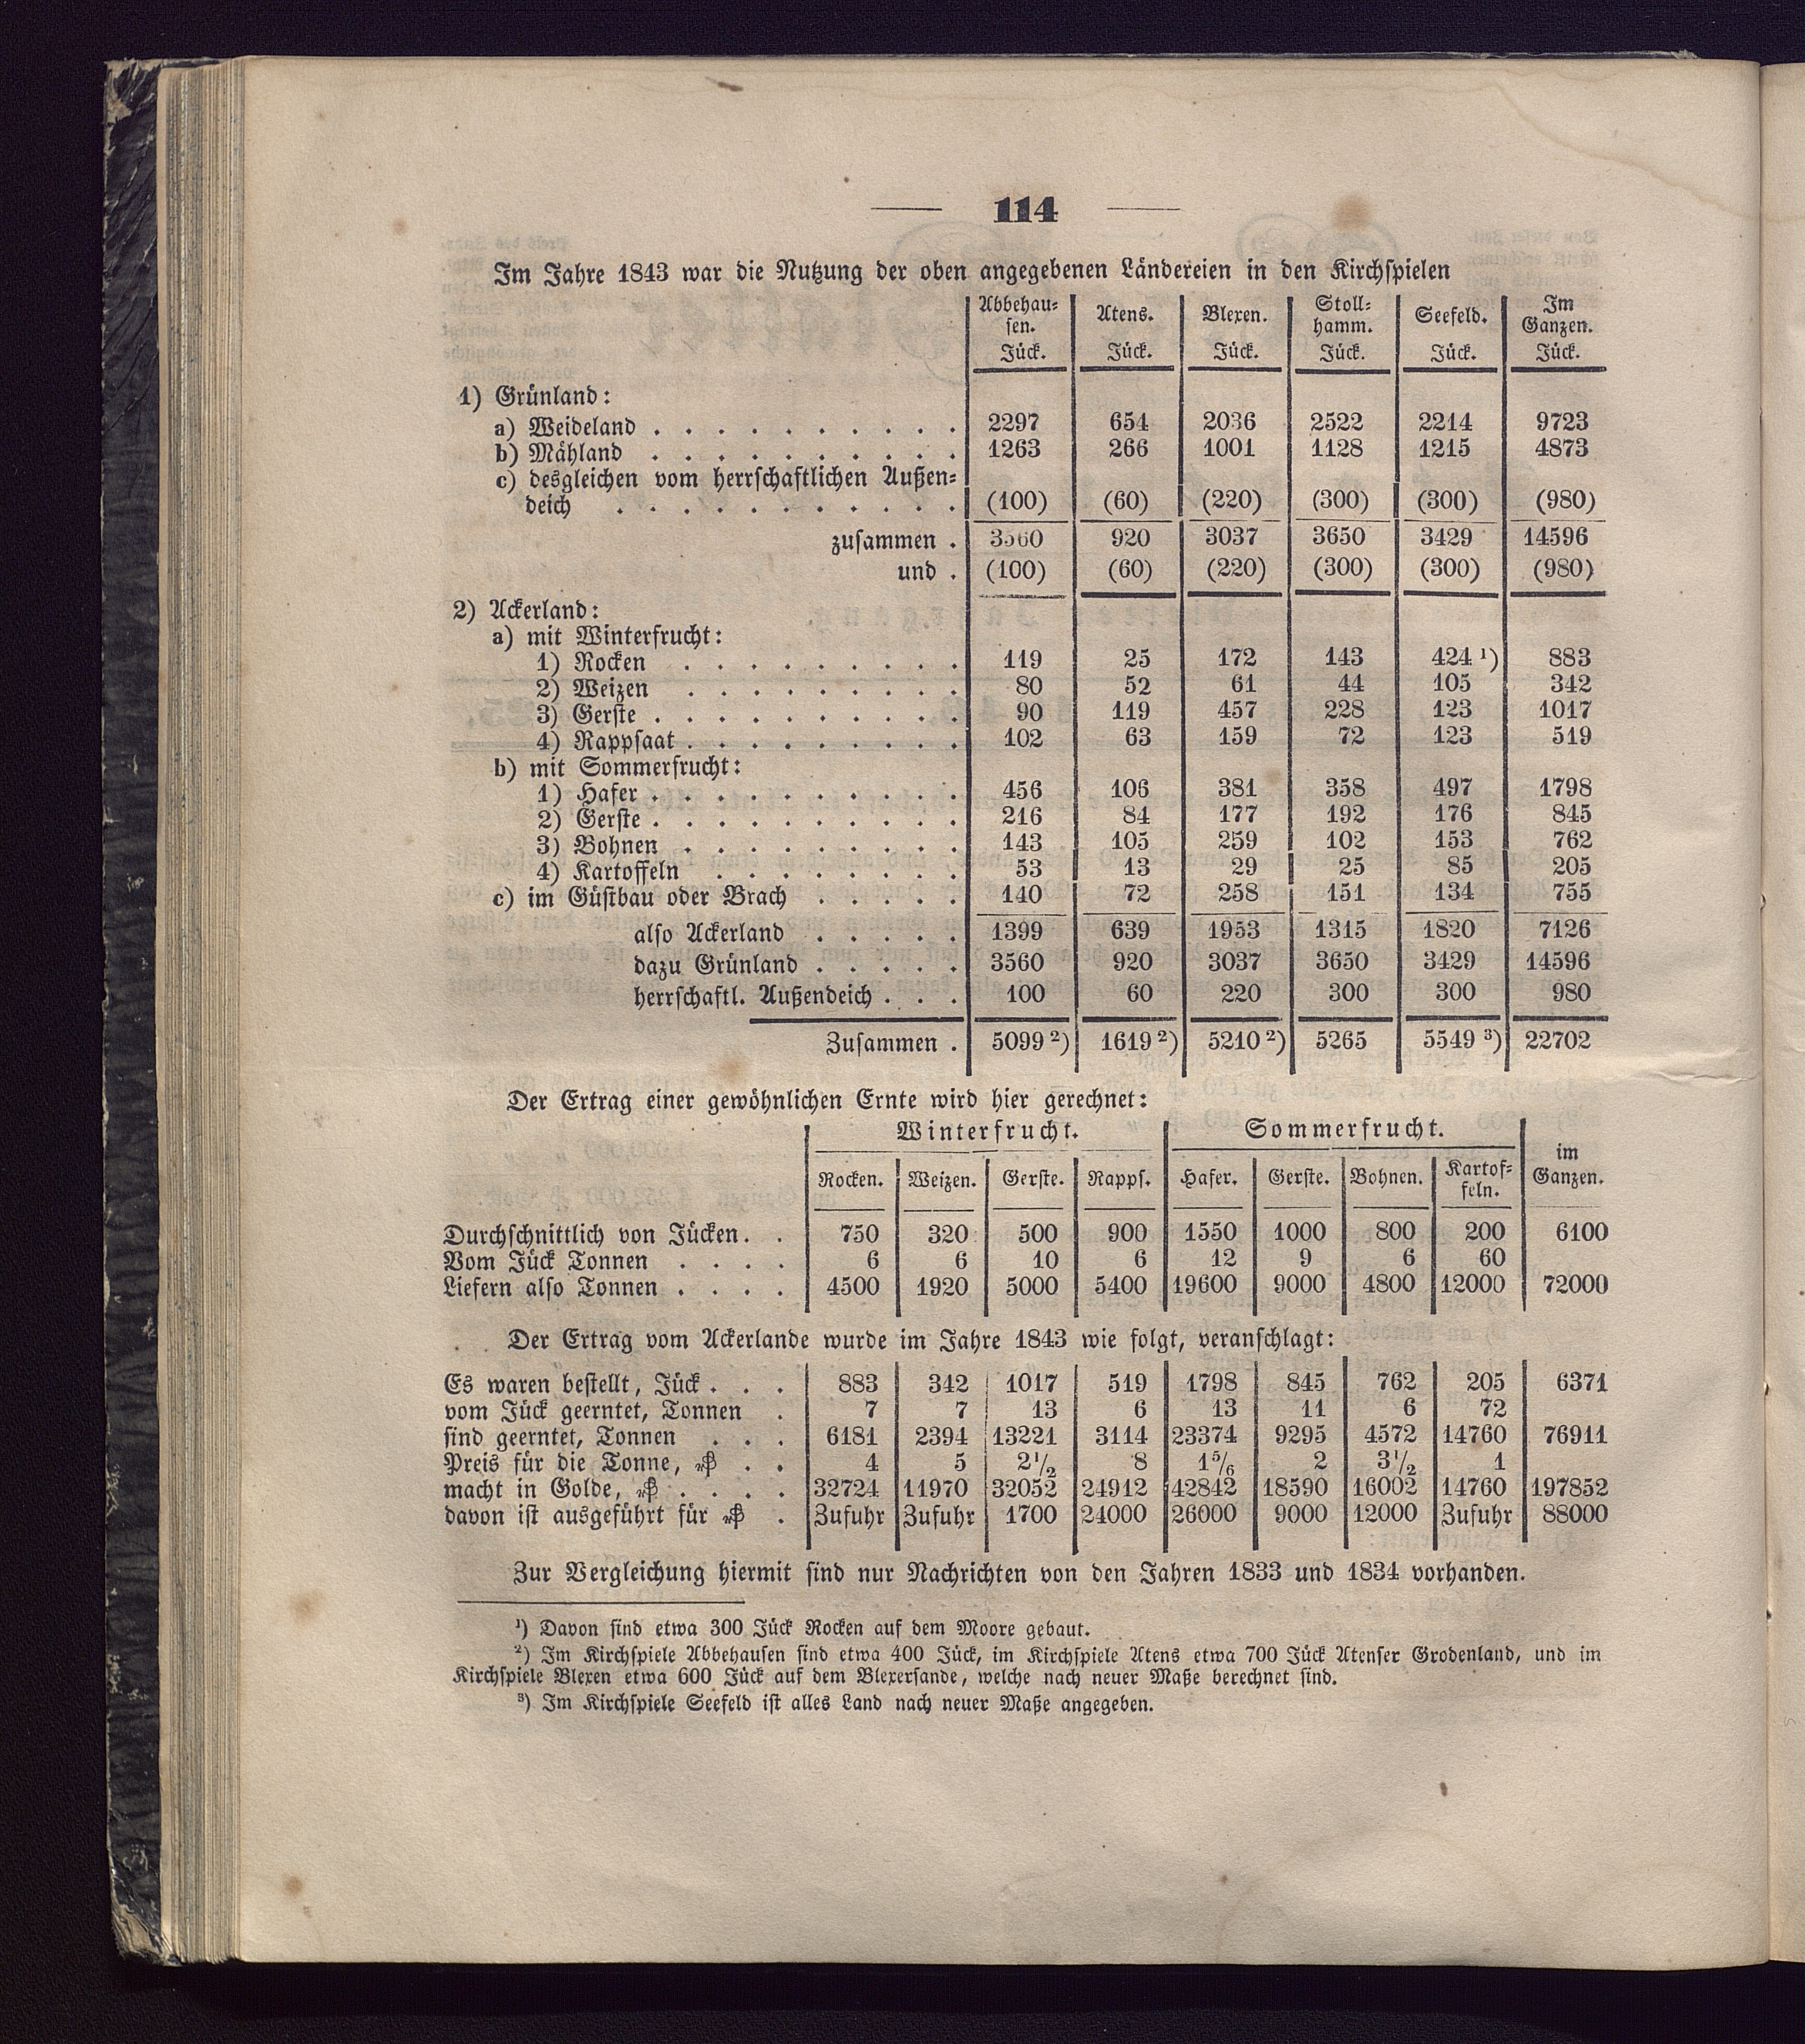 114
Im Jahre 1843 war die Nutzung der oben angegebenen Ländereien in den Kirchspielen
Abbehau- sen. Jück. Atens. Jück. Blexen. Jück. Stoll- hamm. Jück. Seefeld. Jück. Im Ganzen. Jück.
1) Grünland:
a) Weideland . . . . . . . . . . . 2297 654 2036 2522 2214 9723
b) Mähland . . . . . . . . . . . 1263 266 1001 1128 1215 4873
c) desgleichen vom herrschaftlichen Außen-
deich . . . . . . . . . . . . (100) (60) (220) (300) (300) (980)
zusammen . 3560 920 3037 3650 3429 14596
und . (100) (60) (220) (300) (300) (980)
2) Ackerland:
a) mit Winterfrucht:
1) Rocken . . . . . . . . . 119 25 172 143 424 ¹) 883
2) Weizen . . . . . . . . . 80 52 61 44 105 342
3) Gerste . . . . . . . . . . 90 119 457 228 123 1017
4) Rappsaat . . . . . . . . . 102 63 159 72 123 519
b) mit Sommerfrucht:
1) Hafer . . . . . . . . . . 456 106 381 358 497 1798
2) Gerste . . . . . . . . . . 216 84 177 192 176 845
3) Bohnen . . . . . . . . . 143 105 259 102 153 762
4) Kartoffeln . . . . . . . . 53 13 29 25 85 205
c) im Güstbau oder Brach . . . . . 140 72 258 151 134 755
also Ackerland . . . . . 1399 639 1953 1315 1820 7126
dazu Grünland . . . . . 3560 920 3037 3650 3429 14596
herrschaftl. Außendeich . . . 100 60 220 300 300 980
Zusammen . 5099 ²) 1619 ²) 5210 ²) 5265 5549 ³) 22702
Der Ertrag einer gewöhnlichen Ernte wird hier gerechnet:
Winterfrucht. Sommerfrucht. im Ganzen.
Rocken. Weizen. Gerste. Rapps. Hafer. Gerste. Bohnen. Kartof- feln.
Durchschnittlich von Jücken. . 750 320 500 900 1550 1000 800 200 6100
Vom Jück Tonnen . . . . 6 6 10 6 12 9 6 60
Liefern also Tonnen . . . . 4500 1920 5000 5400 19600 9000 4800 12000 72000
Der Ertrag vom Ackerlande wurde im Jahre 1843 wie folgt, veranschlagt:
Es waren bestellt, Jück . . . 883 342 1017 519 1798 845 762 205 6371
vom Jück geerntet, Tonnen . 7 7 13 6 13 11 6 72
sind geerntet, Tonnen . . . 6181 2394 13221 3114 23374 9295 4572 14760 76911
Preis für die Tonne, ₰ . . 4 5 2½ 8 1⅚ 2 3½ 1
macht in Golde, ₰ . . . . 32724 11970 32052 24912 42842 18590 16002 14760 197852
davon ist ausgeführt für ₰ . Zufuhr Zufuhr 1700 24000 26000 9000 12000 Zufuhr 88000
Zur Vergleichung hiermit sind nur Nachrichten von den Jahren 1833 und 1834 vorhanden.
¹) Davon sind etwa 300 Jück Rocken auf dem Moore gebaut.
²) Im Kirchspiele Abbehausen sind etwa 400 Jück, im Kirchspiele Atens etwa 700 Jück Atenser Grodenland, und im
Kirchspiele Blexen etwa 600 Jück auf dem Blexersande, welche nach neuer Maße berechnet sind.
³) Im Kirchspiele Seefeld ist alles Land nach neuer Maße angegeben.